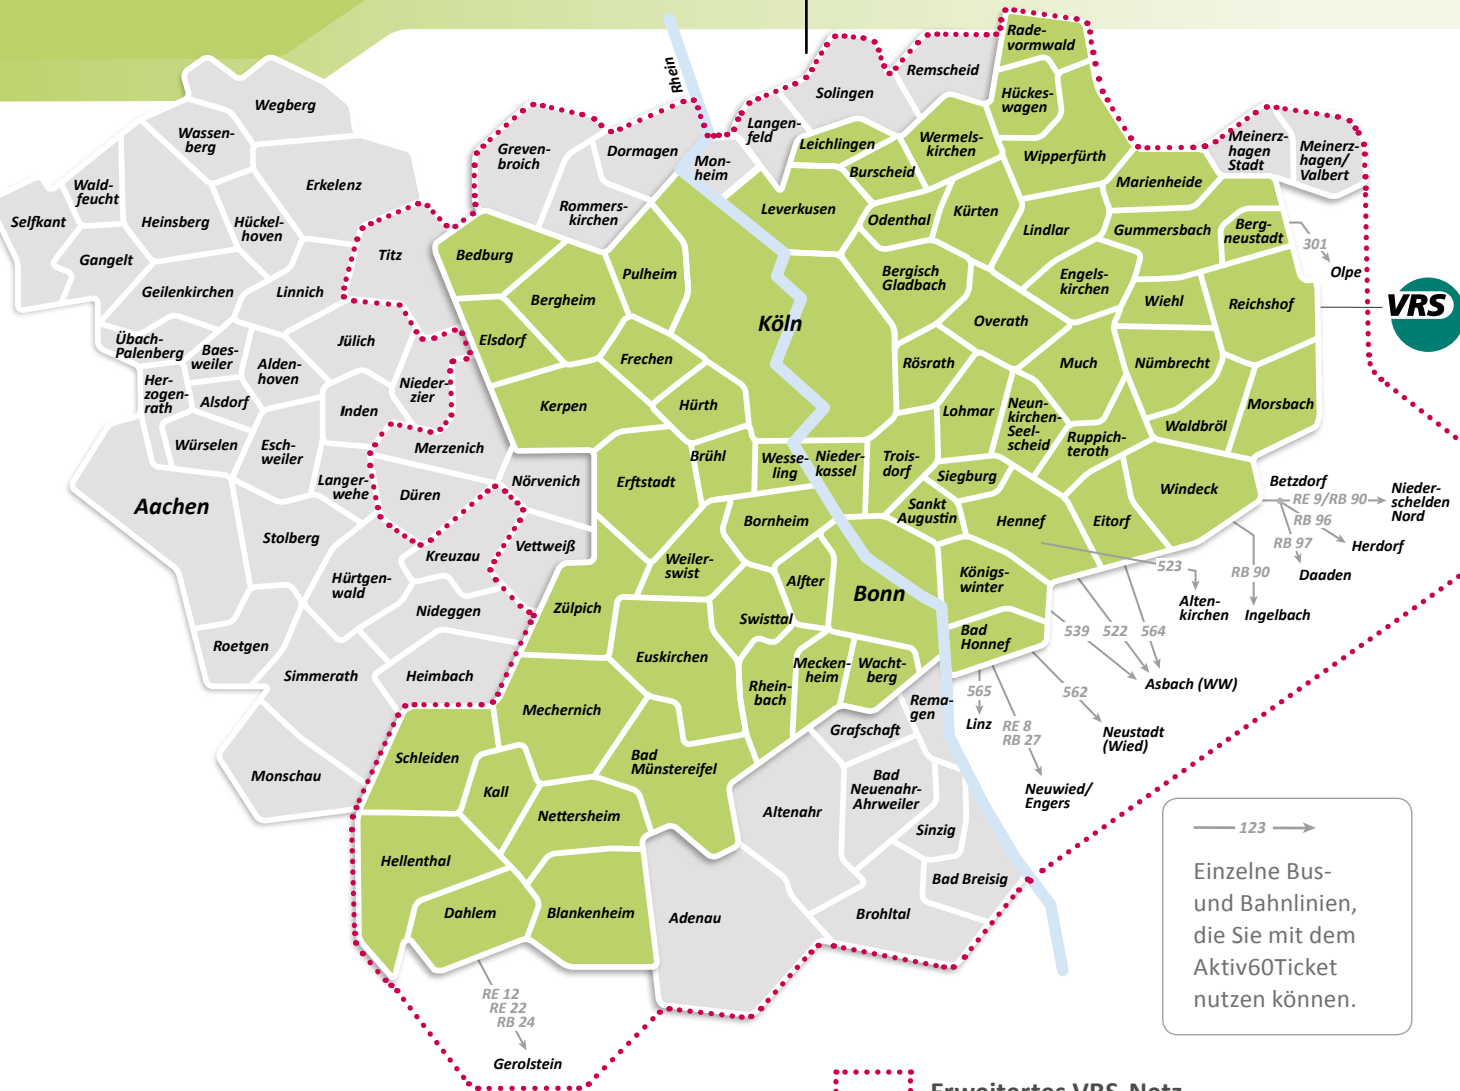 Rhein
Rade-
vormwald
Remscheid
Solingen
Hückes-
wagen
Wegberg
Wassen-
berg
Langen-
feld
Leichlingen
Wermels-
kirchen
Wipperfürth
Meinerz-
hagen
Stadt
Meinerz-
hagen/
Valbert
Greven-
broich
Dormagen
Mon-
heim
Burscheid
Marienheide
Wald-
feucht
Erkelenz
Rommers-
kirchen
Leverkusen
Odenthal
Kürten
Lindlar
Gummersbach
Berg-
neustadt
Selfkant
Heinsberg
Hückel-
hoven
301
Olpe
Gangelt
Titz
Bedburg
Pulheim
Bergisch
Gladbach
Engels-
kirchen
Geilenkirchen
Linnich
Bergheim
Wiehl
Reichshof
VRS
Köln
Overath
Übach-
Palenberg
Baes-
weiler
Alden-
hoven
Jülich
Elsdorf
Frechen
Rösrath
Much
Nümbrecht
Her-
zogen-
rath
Alsdorf
Inden
Nieder-
zier
Kerpen
Hürth
Lohmar
Neun-
kirchen-
Seel-
scheid
Morsbach
Waldbröl
Würselen
Esch-
weiler
Merzenich
Ruppich-
teroth
Brühl
Wesse-
ling
Nieder-
kassel
Trois-
dorf
Siegburg
Langer-
wehe
Düren
Nörvenich
Erftstadt
Windeck
Betzdorf
RE 9/RB 90
Nieder-
schelden
Nord
Aachen
Sankt
Augustin
Hennef
Eitorf
RB 96
Herdorf
Bornheim
Stolberg
Vettweiß
Kreuzau
Weiler-
swist
RB 97
Daaden
523
RB 90
Hürtgen-
wald
Alfter
Bonn
Königs-
winter
Alten-
kirchen
Ingelbach
Nideggen
Zülpich
Swisttal
539
522
564
Bad
Honnef
Roetgen
Simmerath
Heimbach
Euskirchen
Rhein-
bach
Mecken-
heim
Wacht-
berg
Asbach (WW)
565
562
Linz
RE 8
RB 27
Neustadt
(Wied)
Mechernich
Rema-
gen
Grafschaft
Monschau
Schleiden
Bad
Münstereifel
Kall
Bad
Neuenahr-
Ahrweiler
Neuwied/
Engers
Nettersheim
Altenahr
Sinzig
Hellenthal
Bad Breisig
Dahlem
Blankenheim
Adenau
Brohltal
RE 12
RE 22
RB 24
Gerolstein
123
Einzelne Bus-
und Bahnlinien,
die Sie mit dem
Aktiv60Ticket
nutzen können.
Erweitertes VRS-Netz